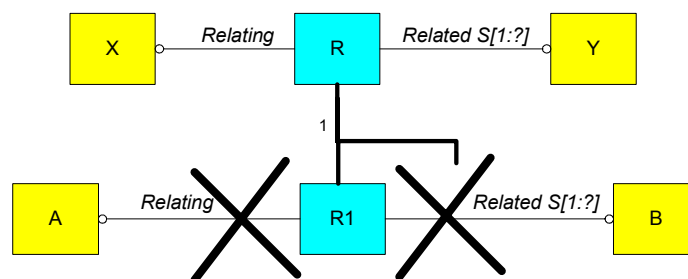 X Relating R Related S[1:?] Y
1
A Relating R1 Related S[1:?] B